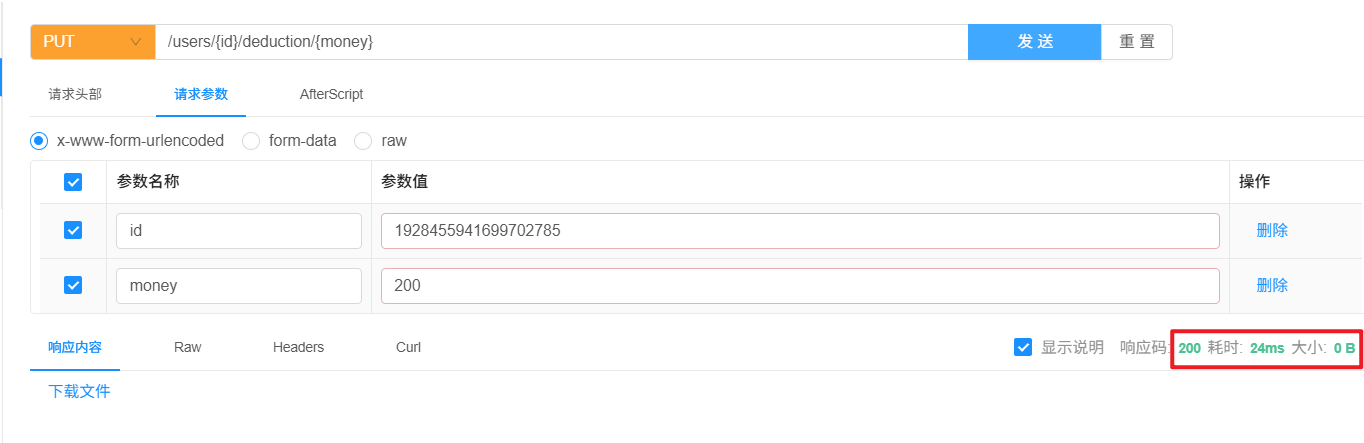 PUT /users/{id}/deduction/{money} 发 送 重 置
请求头部 请求参数 AfterScript
x-www-form-urlencoded form-data raw
参数名称 参数值 操作
id 1928455941699702785 删除
money 200 删除
响应内容 Raw Headers Curl 显示说明 响应码: 200 耗时: 24ms 大小: 0 B
下载文件